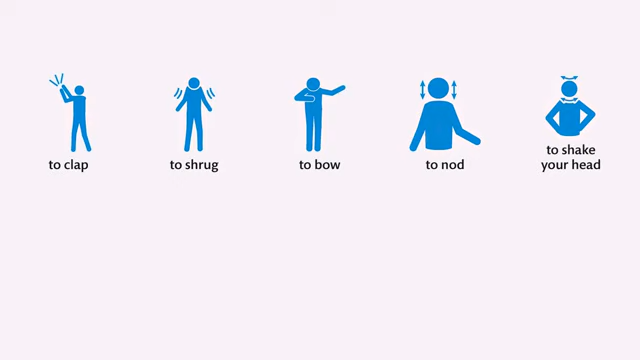 to clap
to shrug
to bow
to nod
to shake
your head